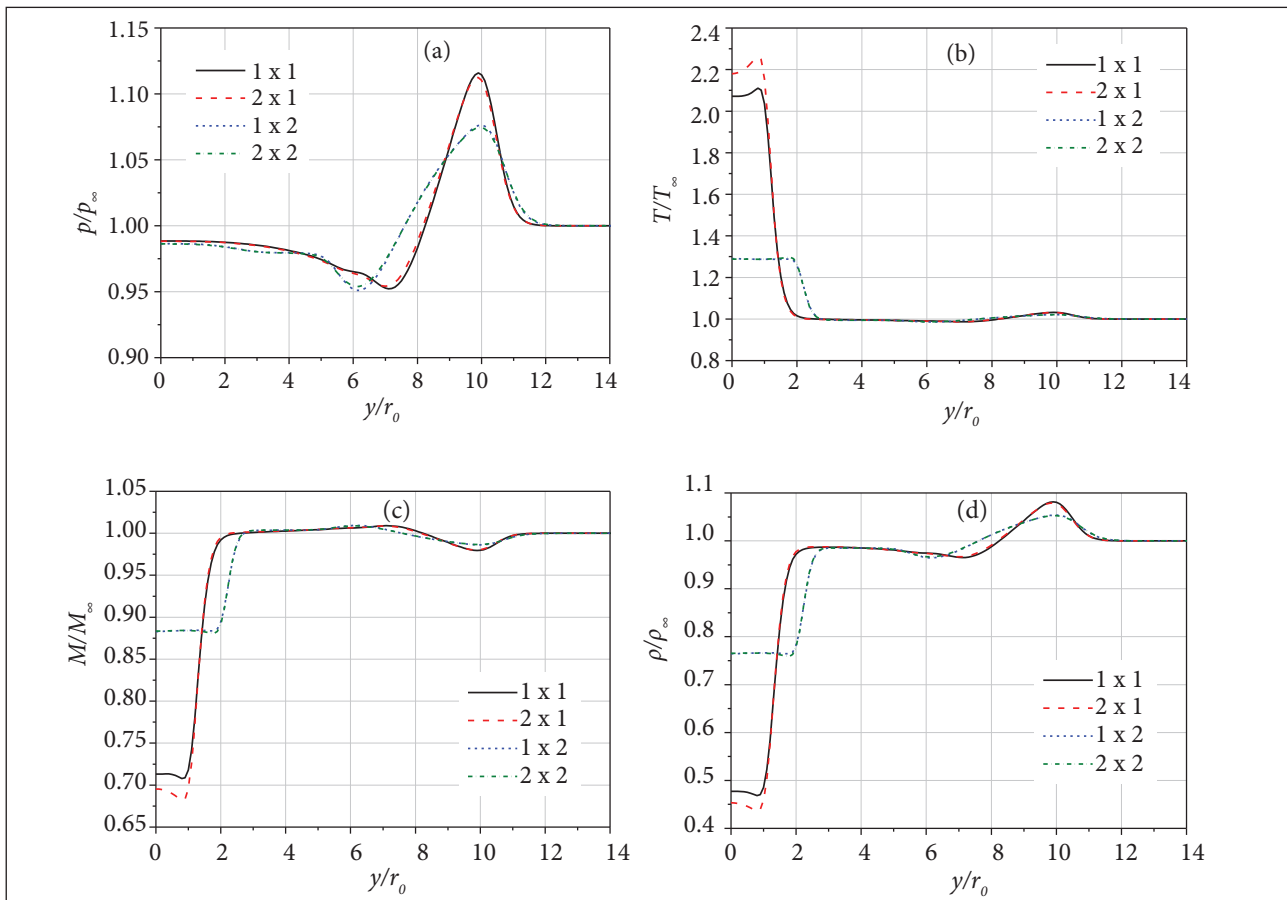 (a)
1.15
1.10
1.05
1.00
0.95
0.90
p/p∞
1 x 1
2 x 1
1 x 2
2 x 2
0 2 4 6 8 10 12 14
y/r0
(b)
2.4
2.2
2.0
1.8
1.6
1.4
1.2
1.0
0.8
T/T∞
1 x 1
2 x 1
1 x 2
2 x 2
0 2 4 6 8 10 12 14
y/r0
(c)
1.05
1.00
0.95
0.90
0.85
0.80
0.75
0.70
0.65
M/M∞
1 x 1
2 x 1
1 x 2
2 x 2
0 2 4 6 8 10 12 14
y/r0
(d)
1.1
1.0
0.9
0.8
0.7
0.6
0.5
0.4
ρ/ρ∞
1 x 1
2 x 1
1 x 2
2 x 2
0 2 4 6 8 10 12 14
y/r0